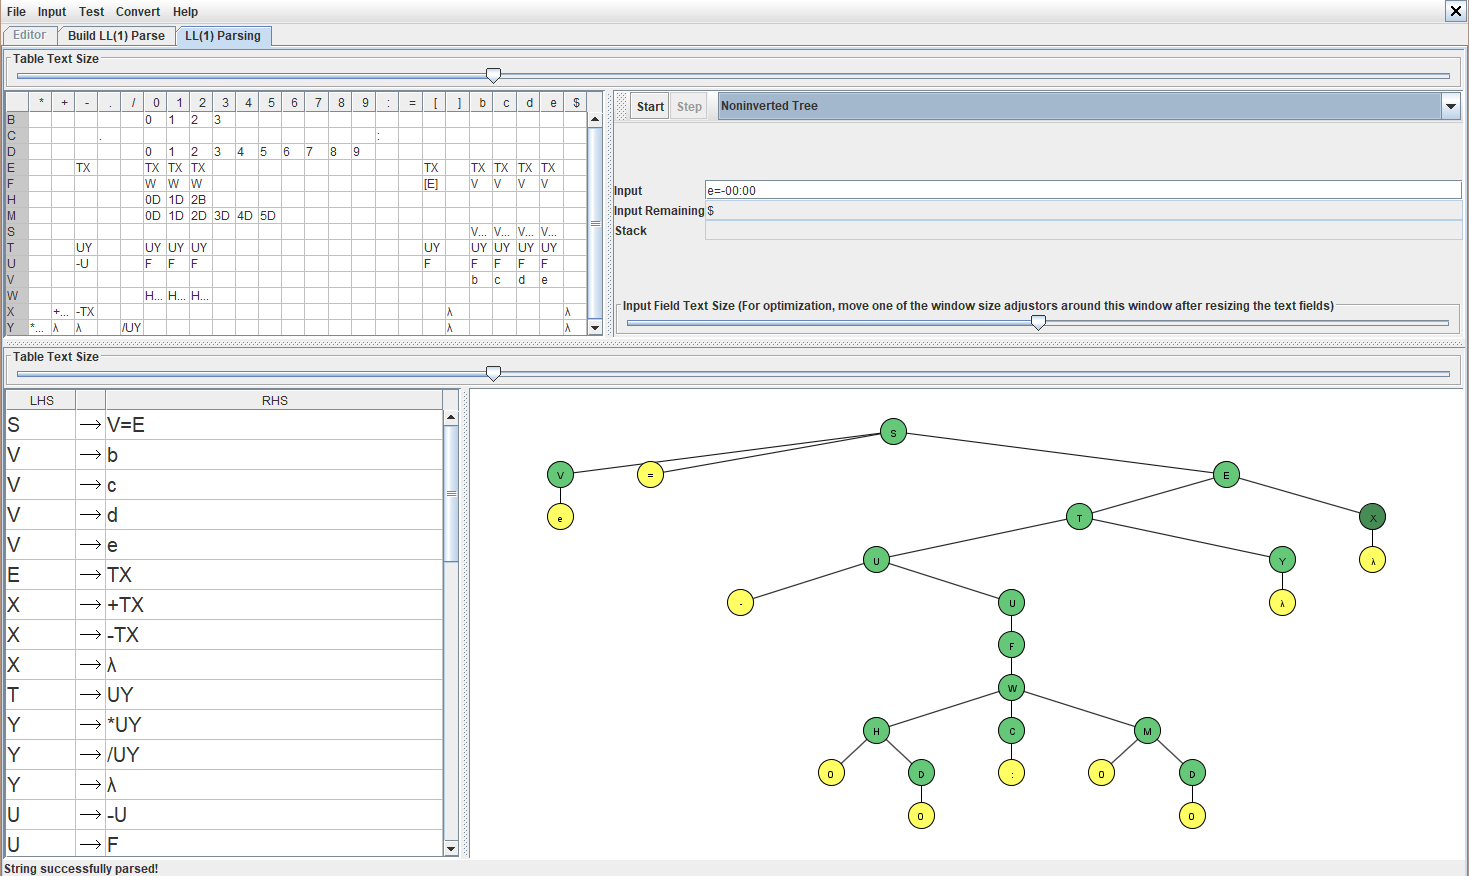 File Input Test Convert Help
Editor Build LL(1) Parse LL(1) Parsing
Table Text Size
* + - . / 0 1 2 3 4 5 6 7 8 9 : = [ ] b c d e $
B 0 1 2 3
C . :
D 0 1 2 3 4 5 6 7 8 9
E TX TX TX TX TX TX TX TX TX
F W W W [E] V V V V
H 0D 1D 2B
M 0D 1D 2D 3D 4D 5D
S V... V... V... V...
T UY UY UY UY UY UY UY UY UY
U -U F F F F F F F F
V b c d e
W H... H... H...
X +... -TX λ λ
Y *... λ λ /UY λ λ
Start Step Noninverted Tree
Input e=-00:00
Input Remaining $
Stack
Input Field Text Size (For optimization, move one of the window size adjustors around this window after resizing the text fields)
Table Text Size
LHS RHS
S → V=E
V → b
V → c
V → d
V → e
E → TX
X → +TX
X → -TX
X → λ
T → UY
Y → *UY
Y → /UY
Y → λ
U → -U
U → F
S
V = E
e T X
U Y λ
- U λ
F
W
H C M
0 D : 0 D
0 0
String successfully parsed!